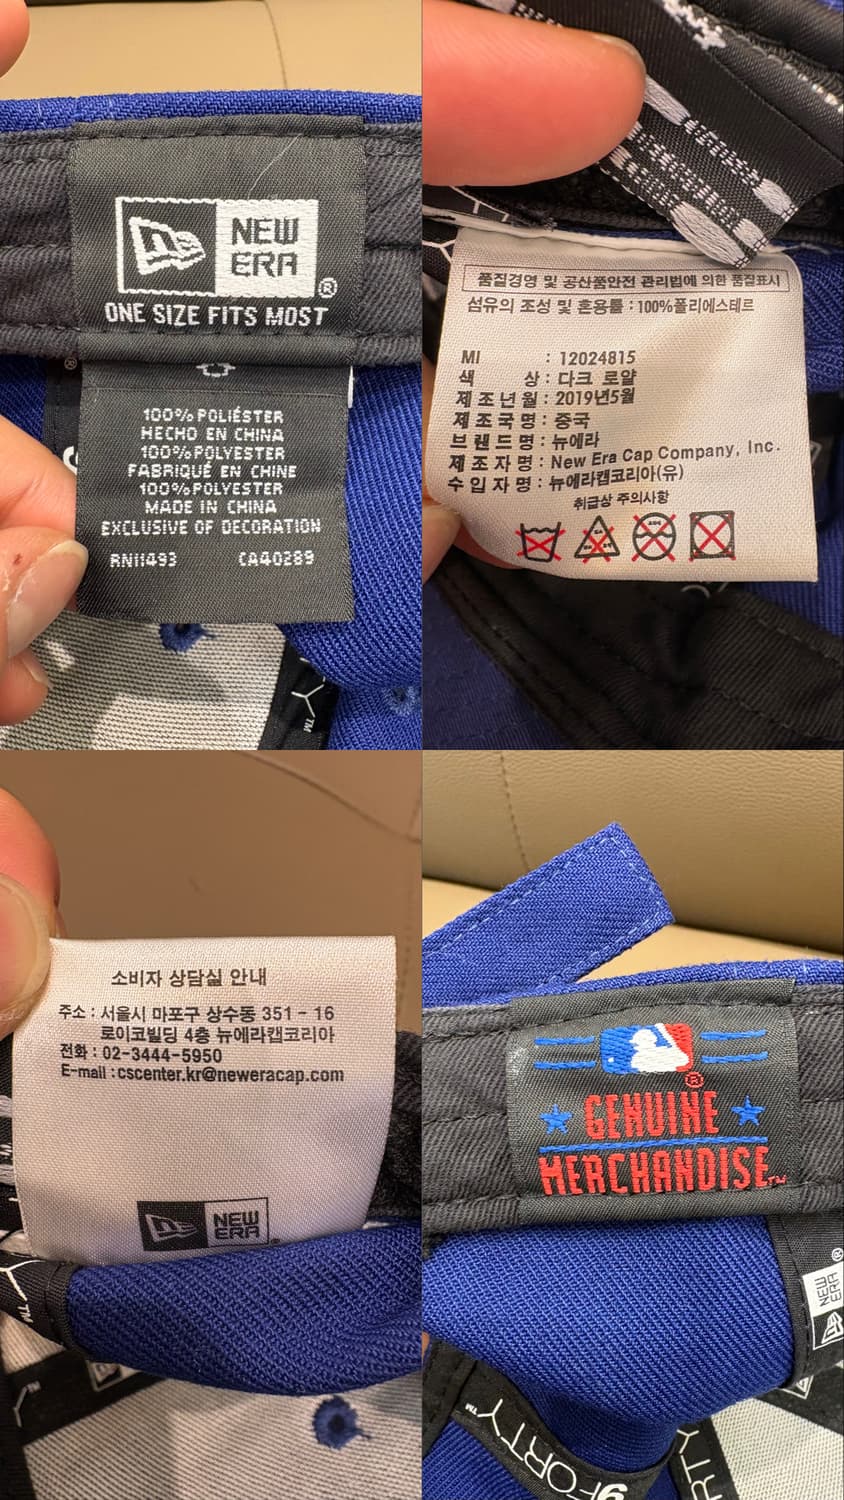 NEW
ERA
®
ONE SIZE FITS MOST
100% POLIÉSTER
HECHO EN CHINA
100% POLYESTER
FABRIQUÉ EN CHINE
100% POLYESTER
MADE IN CHINA
EXCLUSIVE OF DECORATION
RN11493 CA40289
Y™
품질경영 및 공산품안전 관리법에 의한 품질표시
섬유의 조성 및 혼용률 : 100%폴리에스테르
MI : 12024815
색 상 : 다크 로얄
제조년월 : 2019년5월
제조국명 : 중국
브랜드명 : 뉴에라
제조자명 : New Era Cap Company, Inc.
수입자명 : 뉴에라캡코리아(유)
취급상 주의사항
소비자 상담실 안내
주소 : 서울시 마포구 상수동 351 - 16
로이코빌딩 4층 뉴에라캡코리아
전화 : 02-3444-5950
E-mail : cscenter.kr@neweracap.com
NEW
ERA
®
Y™
®
GENUINE
MERCHANDISE™
NEW
ERA
®
9FORTY™
RTY